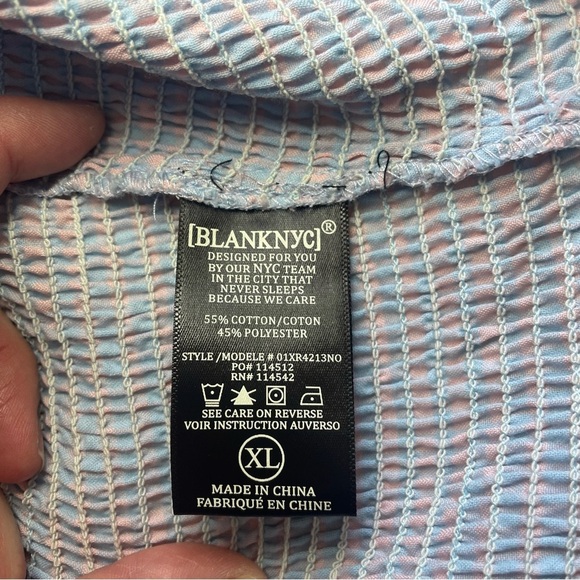 [BLANKNYC]®
DESIGNED FOR YOU
BY OUR NYC TEAM
IN THE CITY THAT
NEVER SLEEPS
BECAUSE WE CARE
55% COTTON/COTON
45% POLYESTER
STYLE /MODELE # 01XR4213NO
PO# 114512
RN# 114542
SEE CARE ON REVERSE
VOIR INSTRUCTION AUVERSO
XL
MADE IN CHINA
FABRIQUÉ EN CHINE